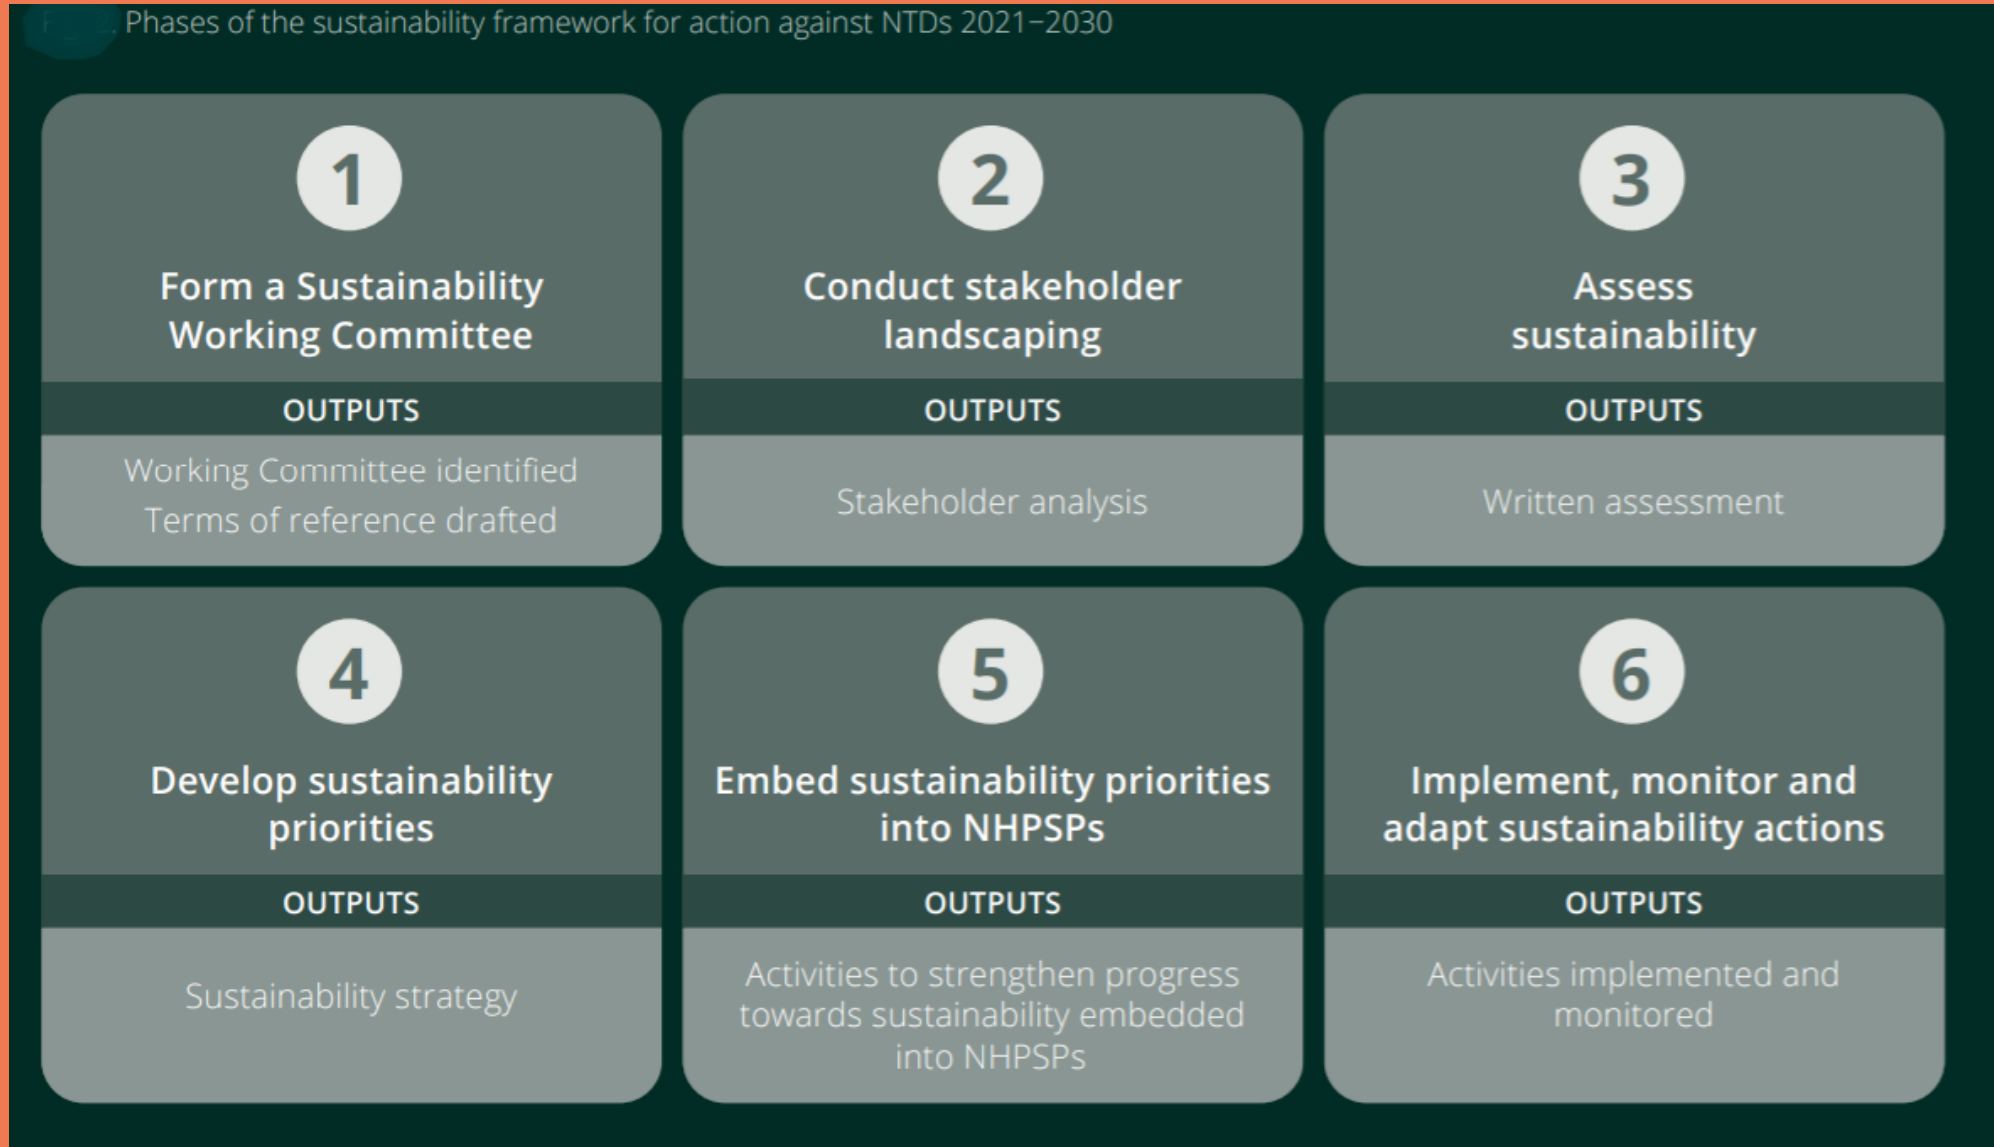 Phases of the sustainability framework for action against NTDs 2021−2030
1
Form a Sustainability
Working Committee
OUTPUTS
Working Committee identified
Terms of reference drafted
2
Conduct stakeholder
landscaping
OUTPUTS
Stakeholder analysis
3
Assess
sustainability
OUTPUTS
Written assessment
4
Develop sustainability
priorities
OUTPUTS
Sustainability strategy
5
Embed sustainability priorities
into NHPSPs
OUTPUTS
Activities to strengthen progress
towards sustainability embedded
into NHPSPs
6
Implement, monitor and
adapt sustainability actions
OUTPUTS
Activities implemented and
monitored